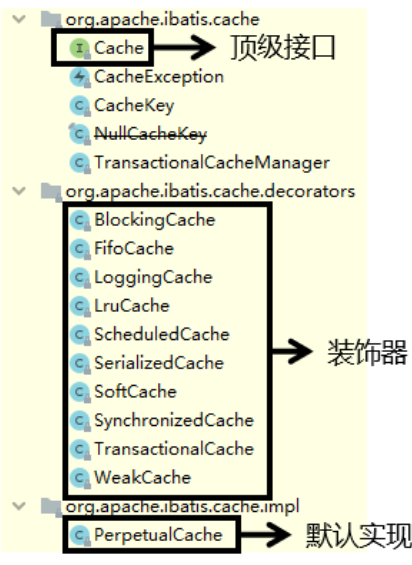 org.apache.ibatis.cache
Cache 顶级接口
CacheException
CacheKey
NullCacheKey
TransactionalCacheManager
org.apache.ibatis.cache.decorators
BlockingCache
FifoCache
LoggingCache
LruCache
ScheduledCache
SerializedCache 装饰器
SoftCache
SynchronizedCache
TransactionalCache
WeakCache
org.apache.ibatis.cache.impl
PerpetualCache 默认实现